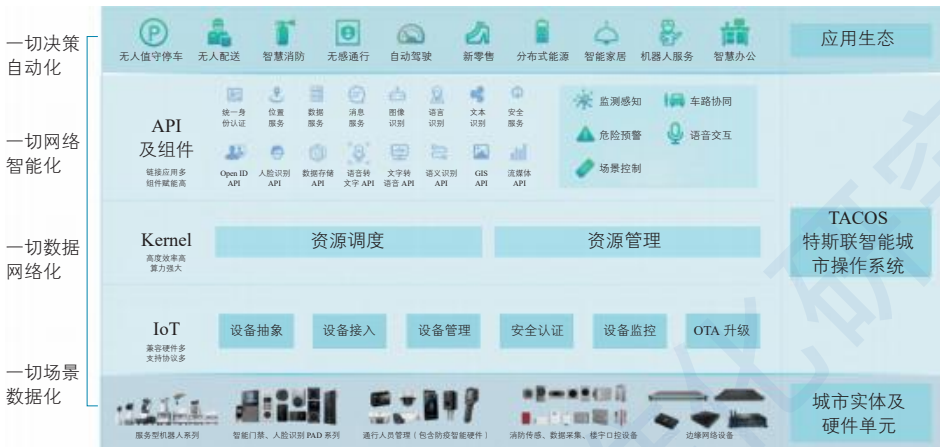 一切决策
自动化
一切网络
智能化
一切数据
网络化
一切场景
数据化
无人值守停车
无人配送
智慧消防
无感通行
自动驾驶
新零售
分布式能源
智能家居
机器人服务
智慧办公
应用生态
API
及组件
链接应用多
组件赋能高
统一身
份认证
位置
服务
数据
服务
消息
服务
图像
识别
语言
识别
文本
识别
安全
服务
Open ID
API
人脸识别
API
数据存储
API
语音转
文字 API
文字转
语音 API
语义识别
API
GIS
API
流媒体
API
监测感知
车路协同
危险预警
语音交互
场景控制
Kernel
高度效率高
算力强大
资源调度
资源管理
TACOS
特斯联智能城
市操作系统
IoT
兼容硬件多
支持协议多
设备抽象
设备接入
设备管理
安全认证
设备监控
OTA 升级
服务型机器人系列
智能门禁、人脸识别 PAD 系列
通行人员管理（包含防疫智能硬件）
消防传感、数据采集、楼宇口控设备
边缘网络设备
城市实体及
硬件单元